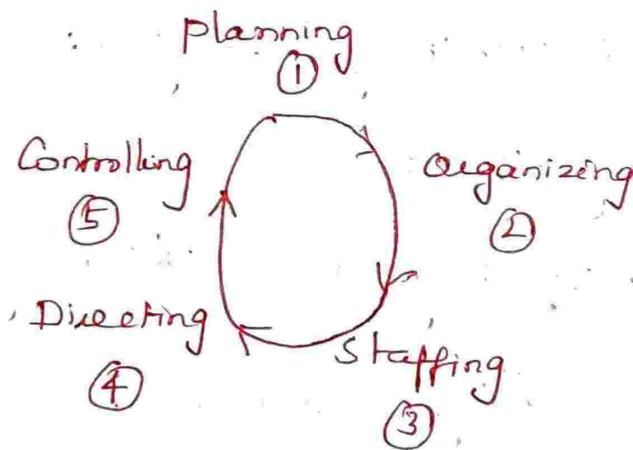 Planning
①
Organizing
②
Staffing
③
Directing
④
Controlling
⑤